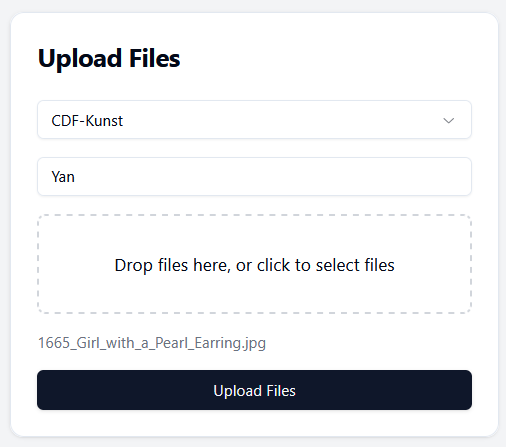 Upload Files
CDF-Kunst
Yan
Drop files here, or click to select files
1665_Girl_with_a_Pearl_Earring.jpg
Upload Files